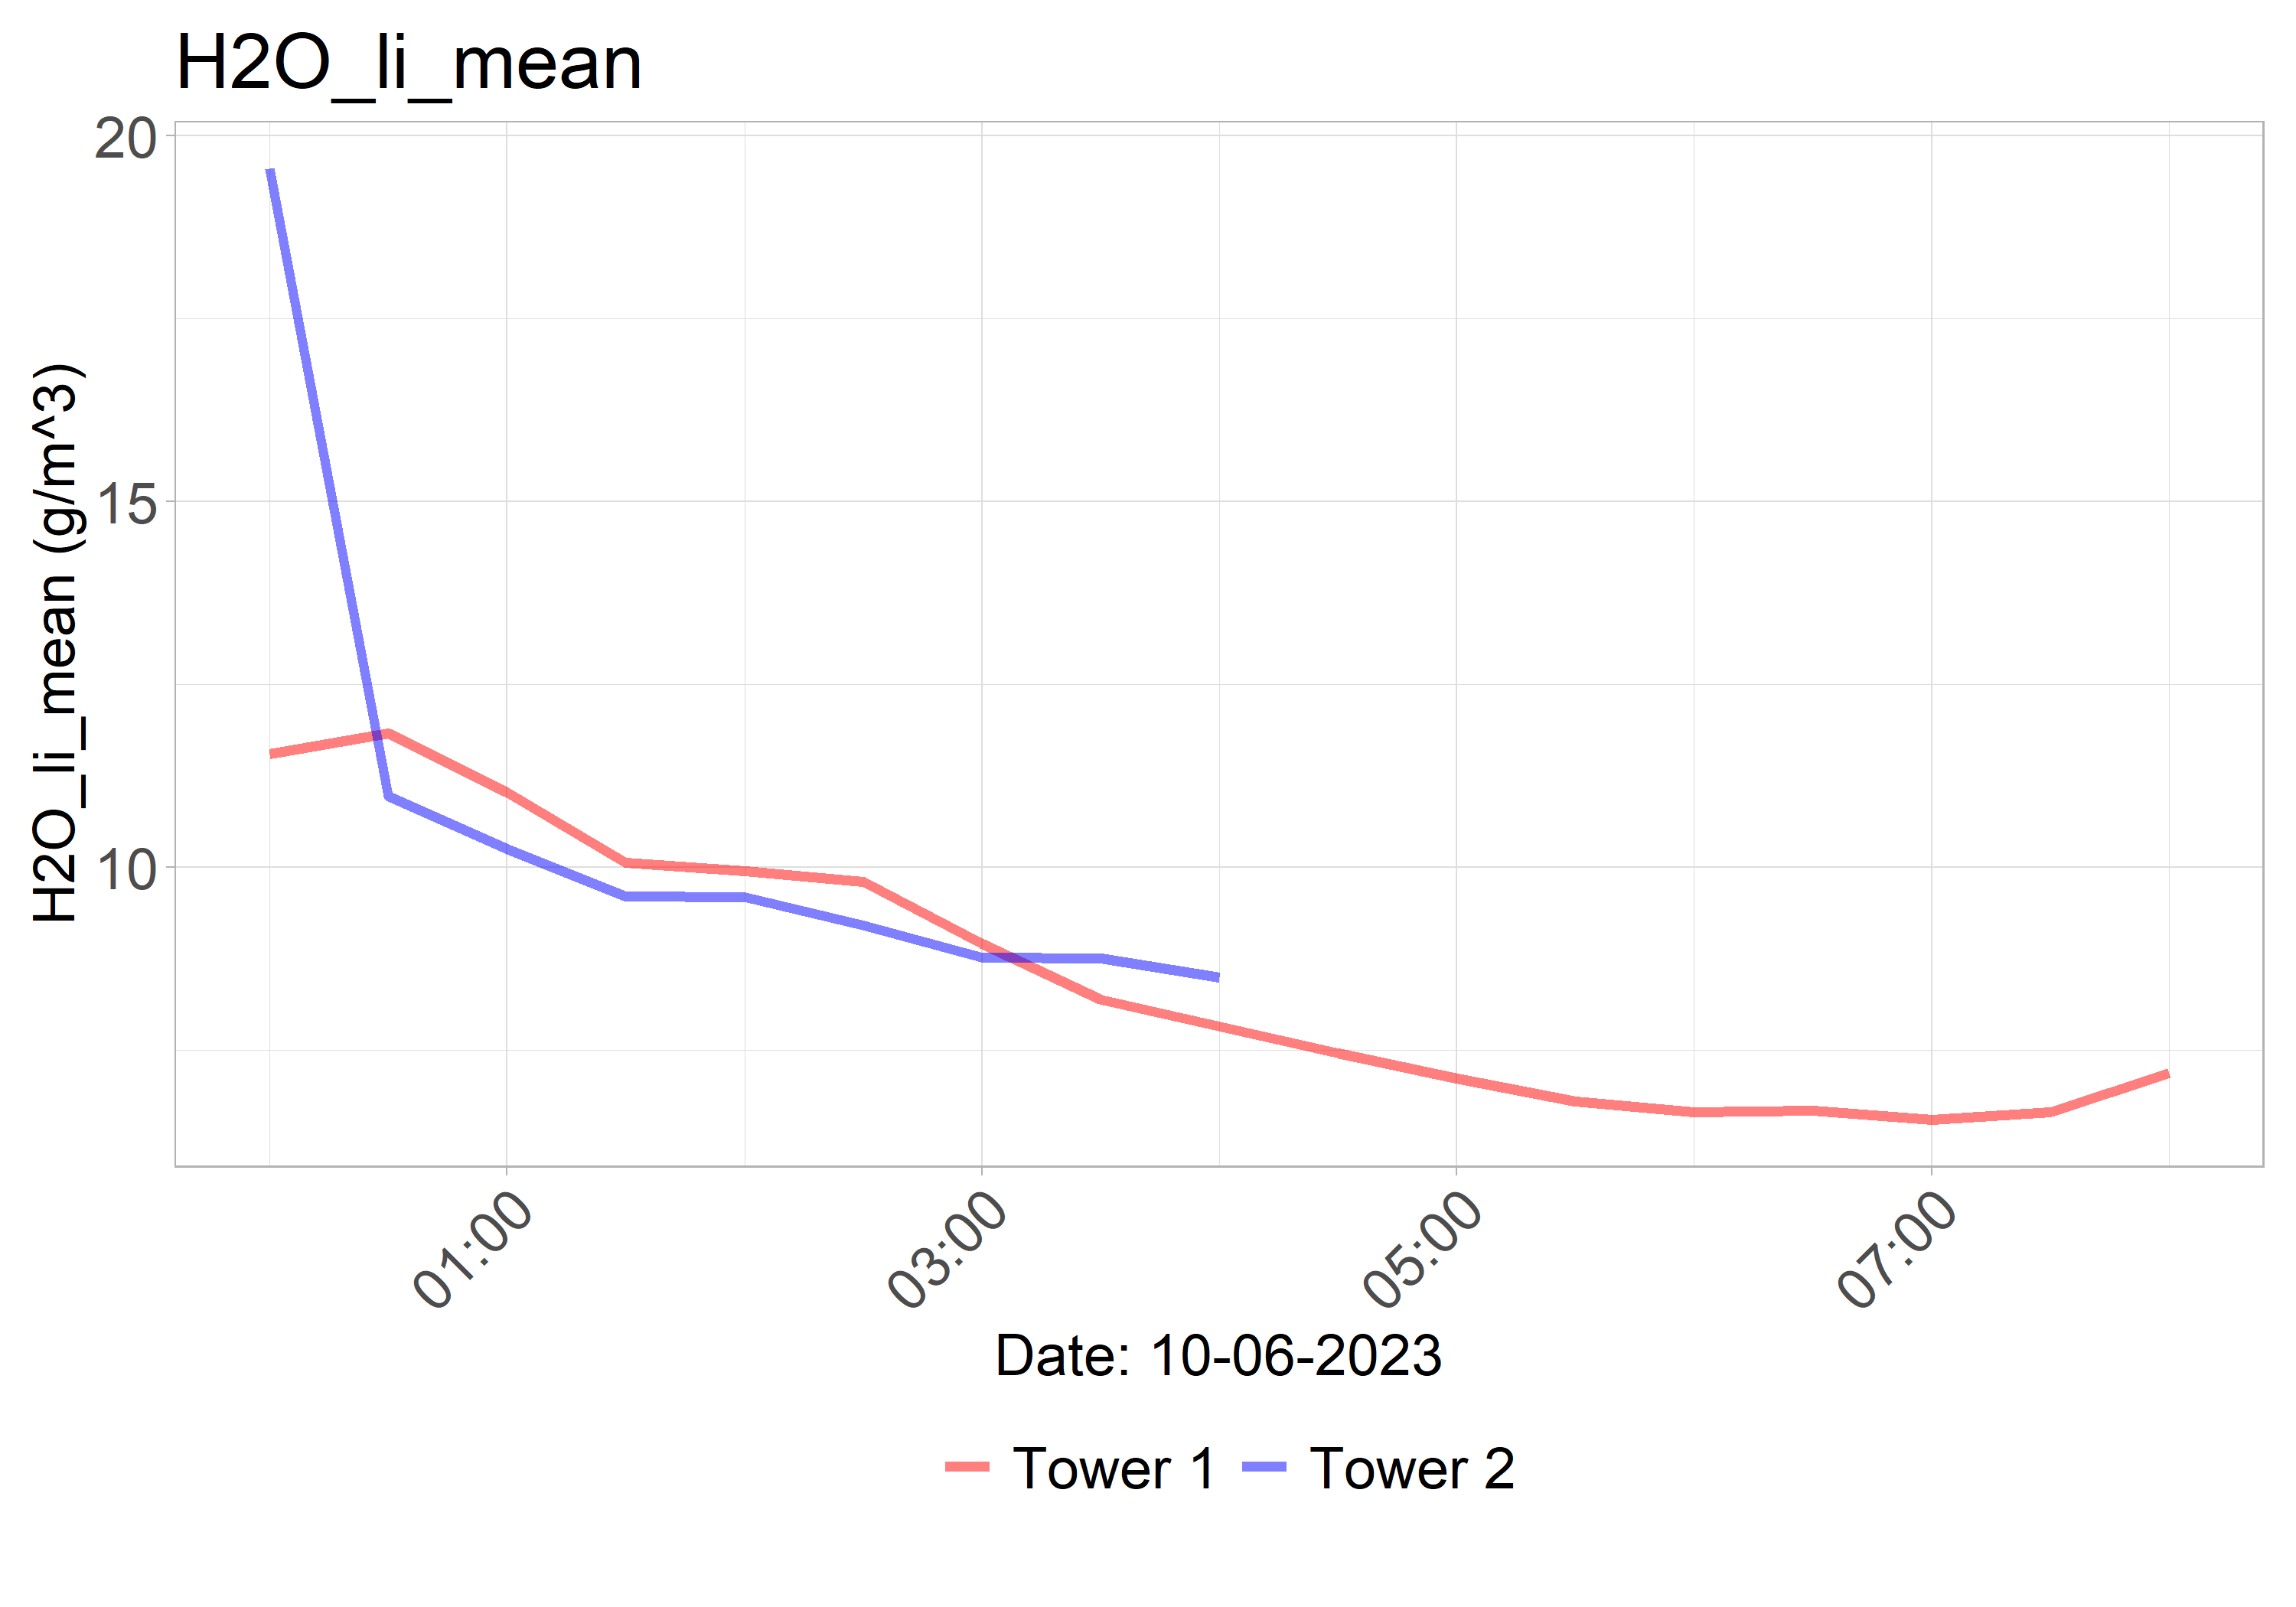 H2O_li_mean
H2O_li_mean (g/m^3)
20
15
10
01:00
03:00
05:00
07:00
Date: 10-06-2023
Tower 1
Tower 2